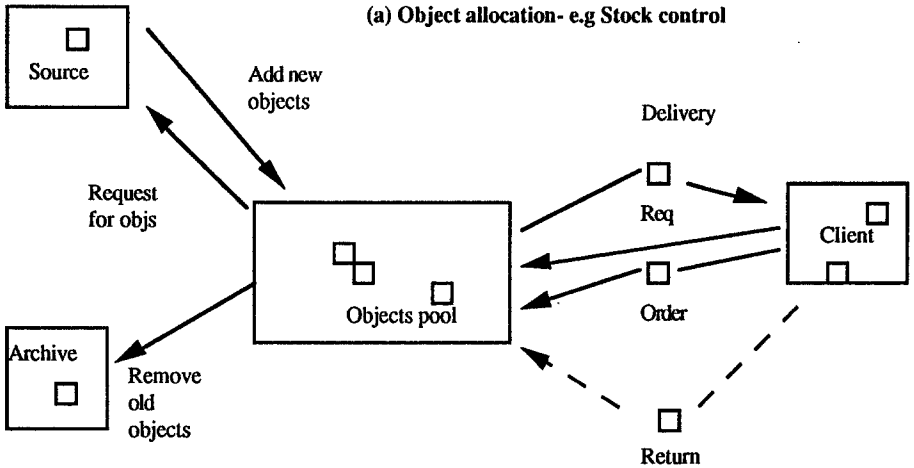 (a) Object allocation- e.g Stock control
Source
Add new
objects
Delivery
Request
for objs
Req
Client
Objects pool
Order
Archive
Remove
old
objects
Return